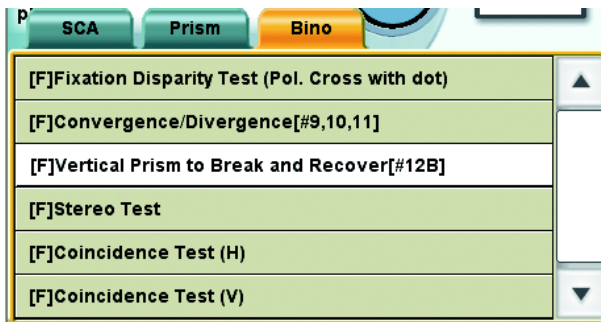 p
SCA Prism Bino
[F]Fixation Disparity Test (Pol. Cross with dot)
[F]Convergence/Divergence[#9,10,11]
[F]Vertical Prism to Break and Recover[#12B]
[F]Stereo Test
[F]Coincidence Test (H)
[F]Coincidence Test (V)